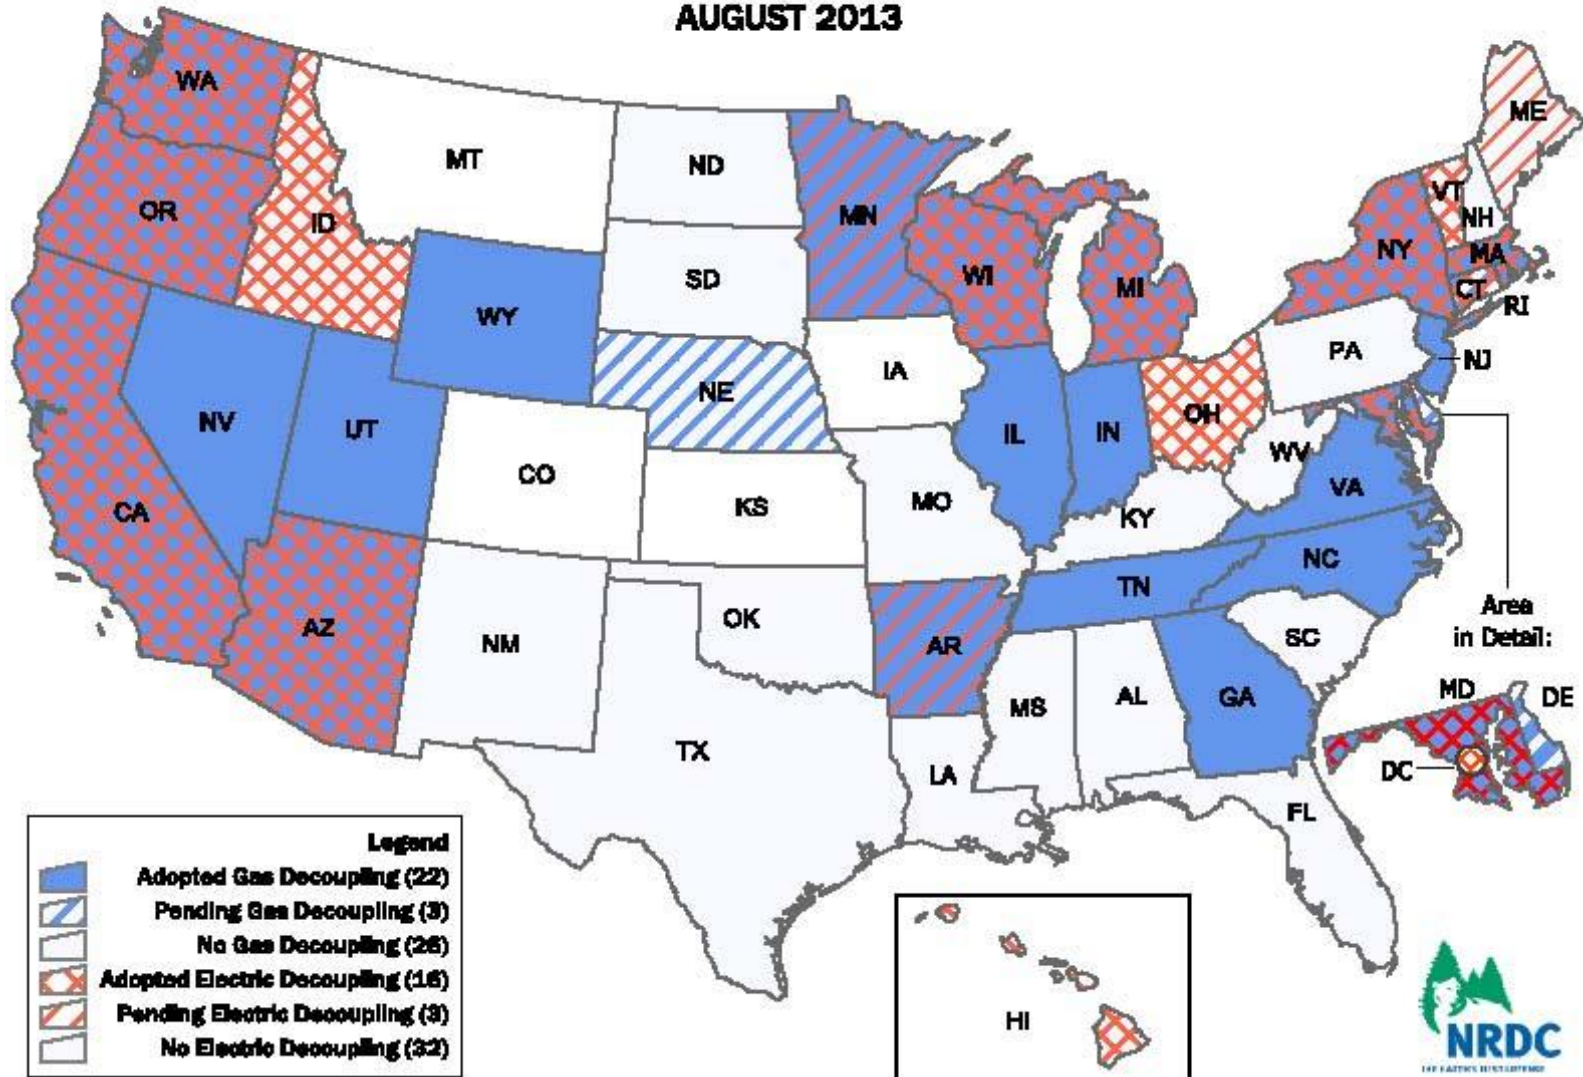 AUGUST 2013
WA
MT
ND
ME
OR
ID
MN
VT
NH
SD
WI
MI
NY
MA
WY
CT
RI
NE
IA
PA
NJ
NV
UT
IL
IN
OH
CO
WV
CA
KS
MO
KY
VA
AZ
NM
OK
TN
NC
AR
SC
Area
in Detail:
TX
MS
AL
GA
MD
DE
LA
DC
FL
HI
Legend
Adopted Gas Decoupling (22)
Pending Gas Decoupling (3)
No Gas Decoupling (26)
Adopted Electric Decoupling (16)
Pending Electric Decoupling (3)
No Electric Decoupling (32)
NRDC
THE EARTH'S BEST DEFENSE